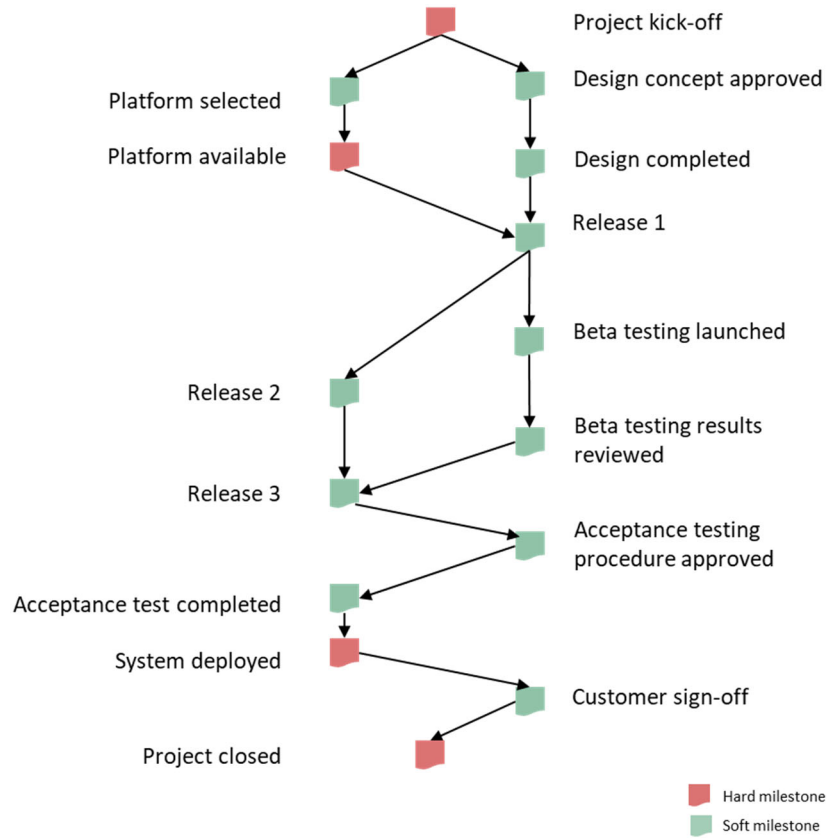 Project kick-off
Design concept approved
Platform selected
Platform available
Design completed
Release 1
Beta testing launched
Release 2
Beta testing results
reviewed
Release 3
Acceptance testing
procedure approved
Acceptance test completed
System deployed
Customer sign-off
Project closed
Hard milestone
Soft milestone